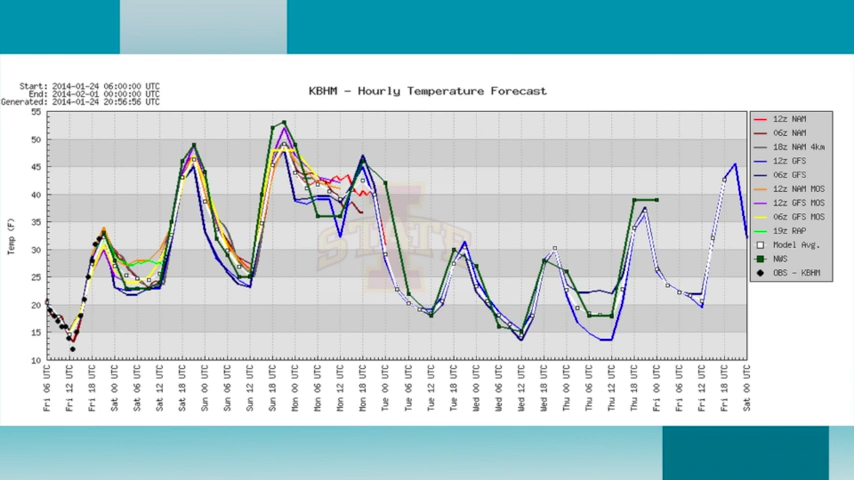 Start: 2014-01-24 06:00:00 UTC
End: 2014-02-01 00:00:00 UTC
Generated: 2014-01-24 20:56:56 UTC
KBHM - Hourly Temperature Forecast
55
50
45
40
35
30
25
20
15
10
Temp (F)
STATE
12z NAM
06z NAM
18z NAM 4km
12z GFS
06z GFS
12z NAM MOS
12z GFS MOS
06z GFS MOS
19z RAP
Model Avg.
NWS
OBS - KBHM
Fri 06 UTC
Fri 12 UTC
Fri 18 UTC
Sat 00 UTC
Sat 06 UTC
Sat 12 UTC
Sat 18 UTC
Sun 00 UTC
Sun 06 UTC
Sun 12 UTC
Sun 18 UTC
Mon 00 UTC
Mon 06 UTC
Mon 12 UTC
Mon 18 UTC
Tue 00 UTC
Tue 06 UTC
Tue 12 UTC
Tue 18 UTC
Wed 00 UTC
Wed 06 UTC
Wed 12 UTC
Wed 18 UTC
Thu 00 UTC
Thu 06 UTC
Thu 12 UTC
Thu 18 UTC
Fri 00 UTC
Fri 06 UTC
Fri 12 UTC
Fri 18 UTC
Sat 00 UTC